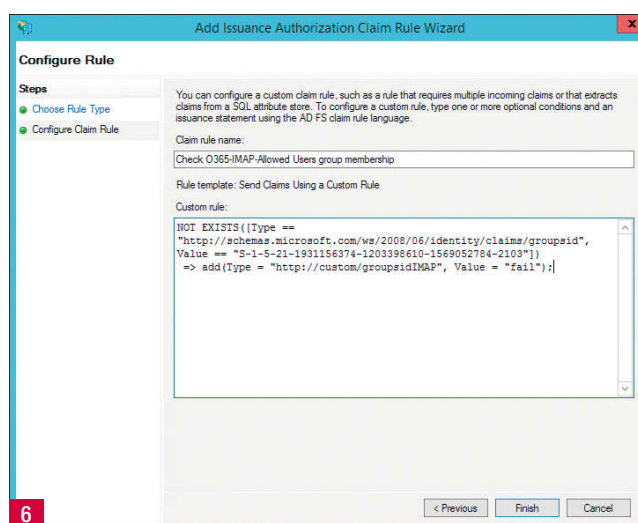 Add Issuance Authorization Claim Rule Wizard
x
Configure Rule
Steps
Choose Rule Type
Configure Claim Rule
You can configure a custom claim rule, such as a rule that requires multiple incoming claims or that extracts
claims from a SQL attribute store. To configure a custom rule, type one or more optional conditions and an
issuance statement using the AD FS claim rule language.
Claim rule name:
Check O365-IMAP-Allowed Users group membership
Rule template: Send Claims Using a Custom Rule
Custom rule:
NOT EXISTS([Type ==
"http://schemas.microsoft.com/ws/2008/06/identity/claims/groupsid",
Value == "S-1-5-21-1931156374-1203398610-1569052784-2103"])
=> add(Type = "http://custom/groupsidIMAP", Value = "fail");
< Previous
Finish
Cancel
6